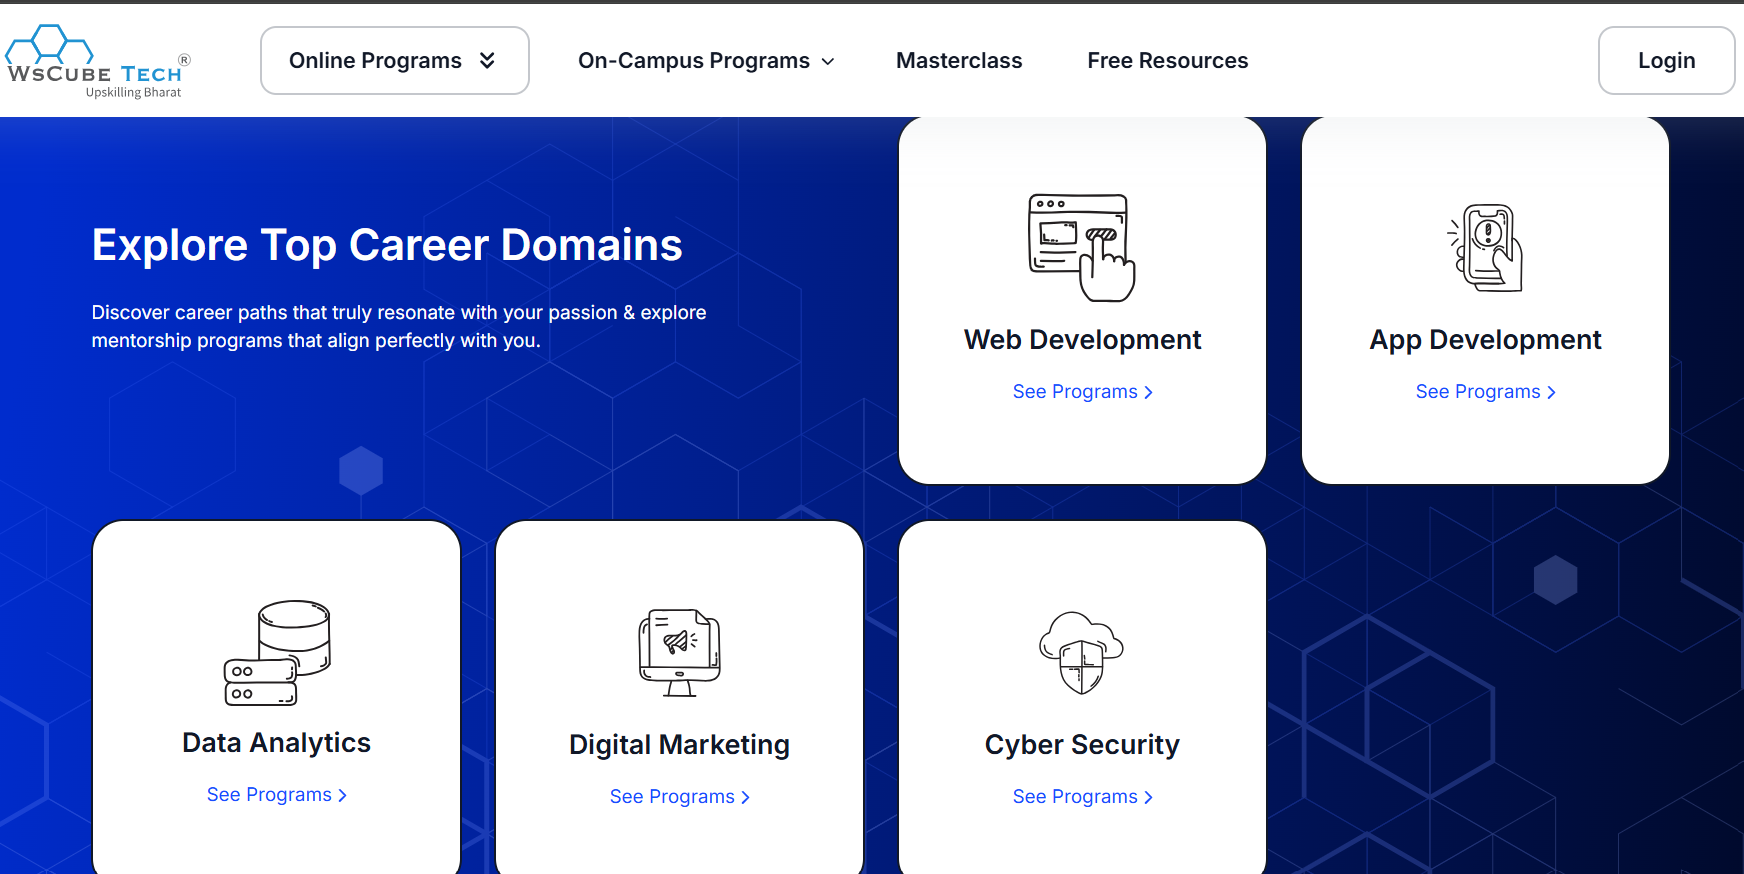 WSCUBE TECH®
Upskilling Bharat
Online Programs
On-Campus Programs
Masterclass
Free Resources
Login
Explore Top Career Domains
Discover career paths that truly resonate with your passion & explore
mentorship programs that align perfectly with you.
Web Development
See Programs
App Development
See Programs
Data Analytics
See Programs
Digital Marketing
See Programs
Cyber Security
See Programs